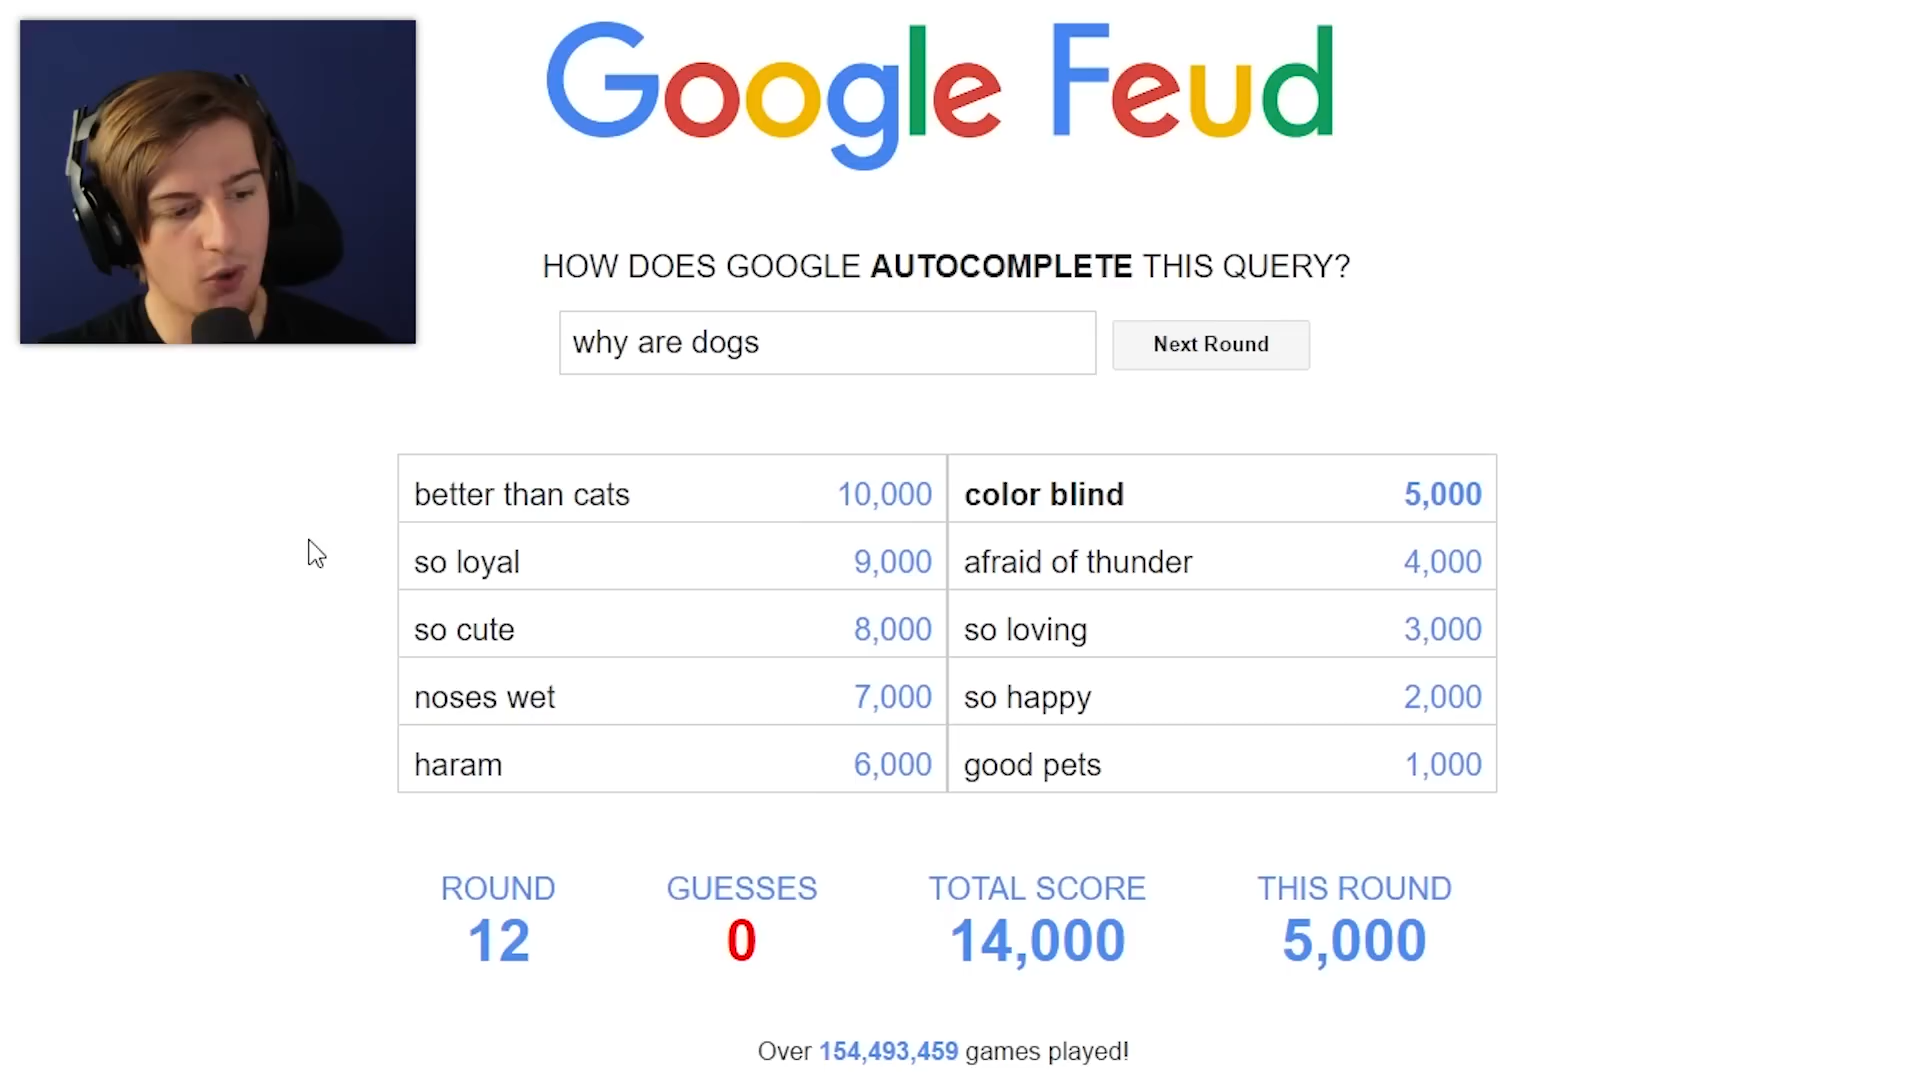 Google Feud
HOW DOES GOOGLE AUTOCOMPLETE THIS QUERY?
why are dogs
Next Round
better than cats 10,000
so loyal 9,000
so cute 8,000
noses wet 7,000
haram 6,000
color blind 5,000
afraid of thunder 4,000
so loving 3,000
so happy 2,000
good pets 1,000
ROUND
12
GUESSES
0
TOTAL SCORE
14,000
THIS ROUND
5,000
Over 154,493,459 games played!